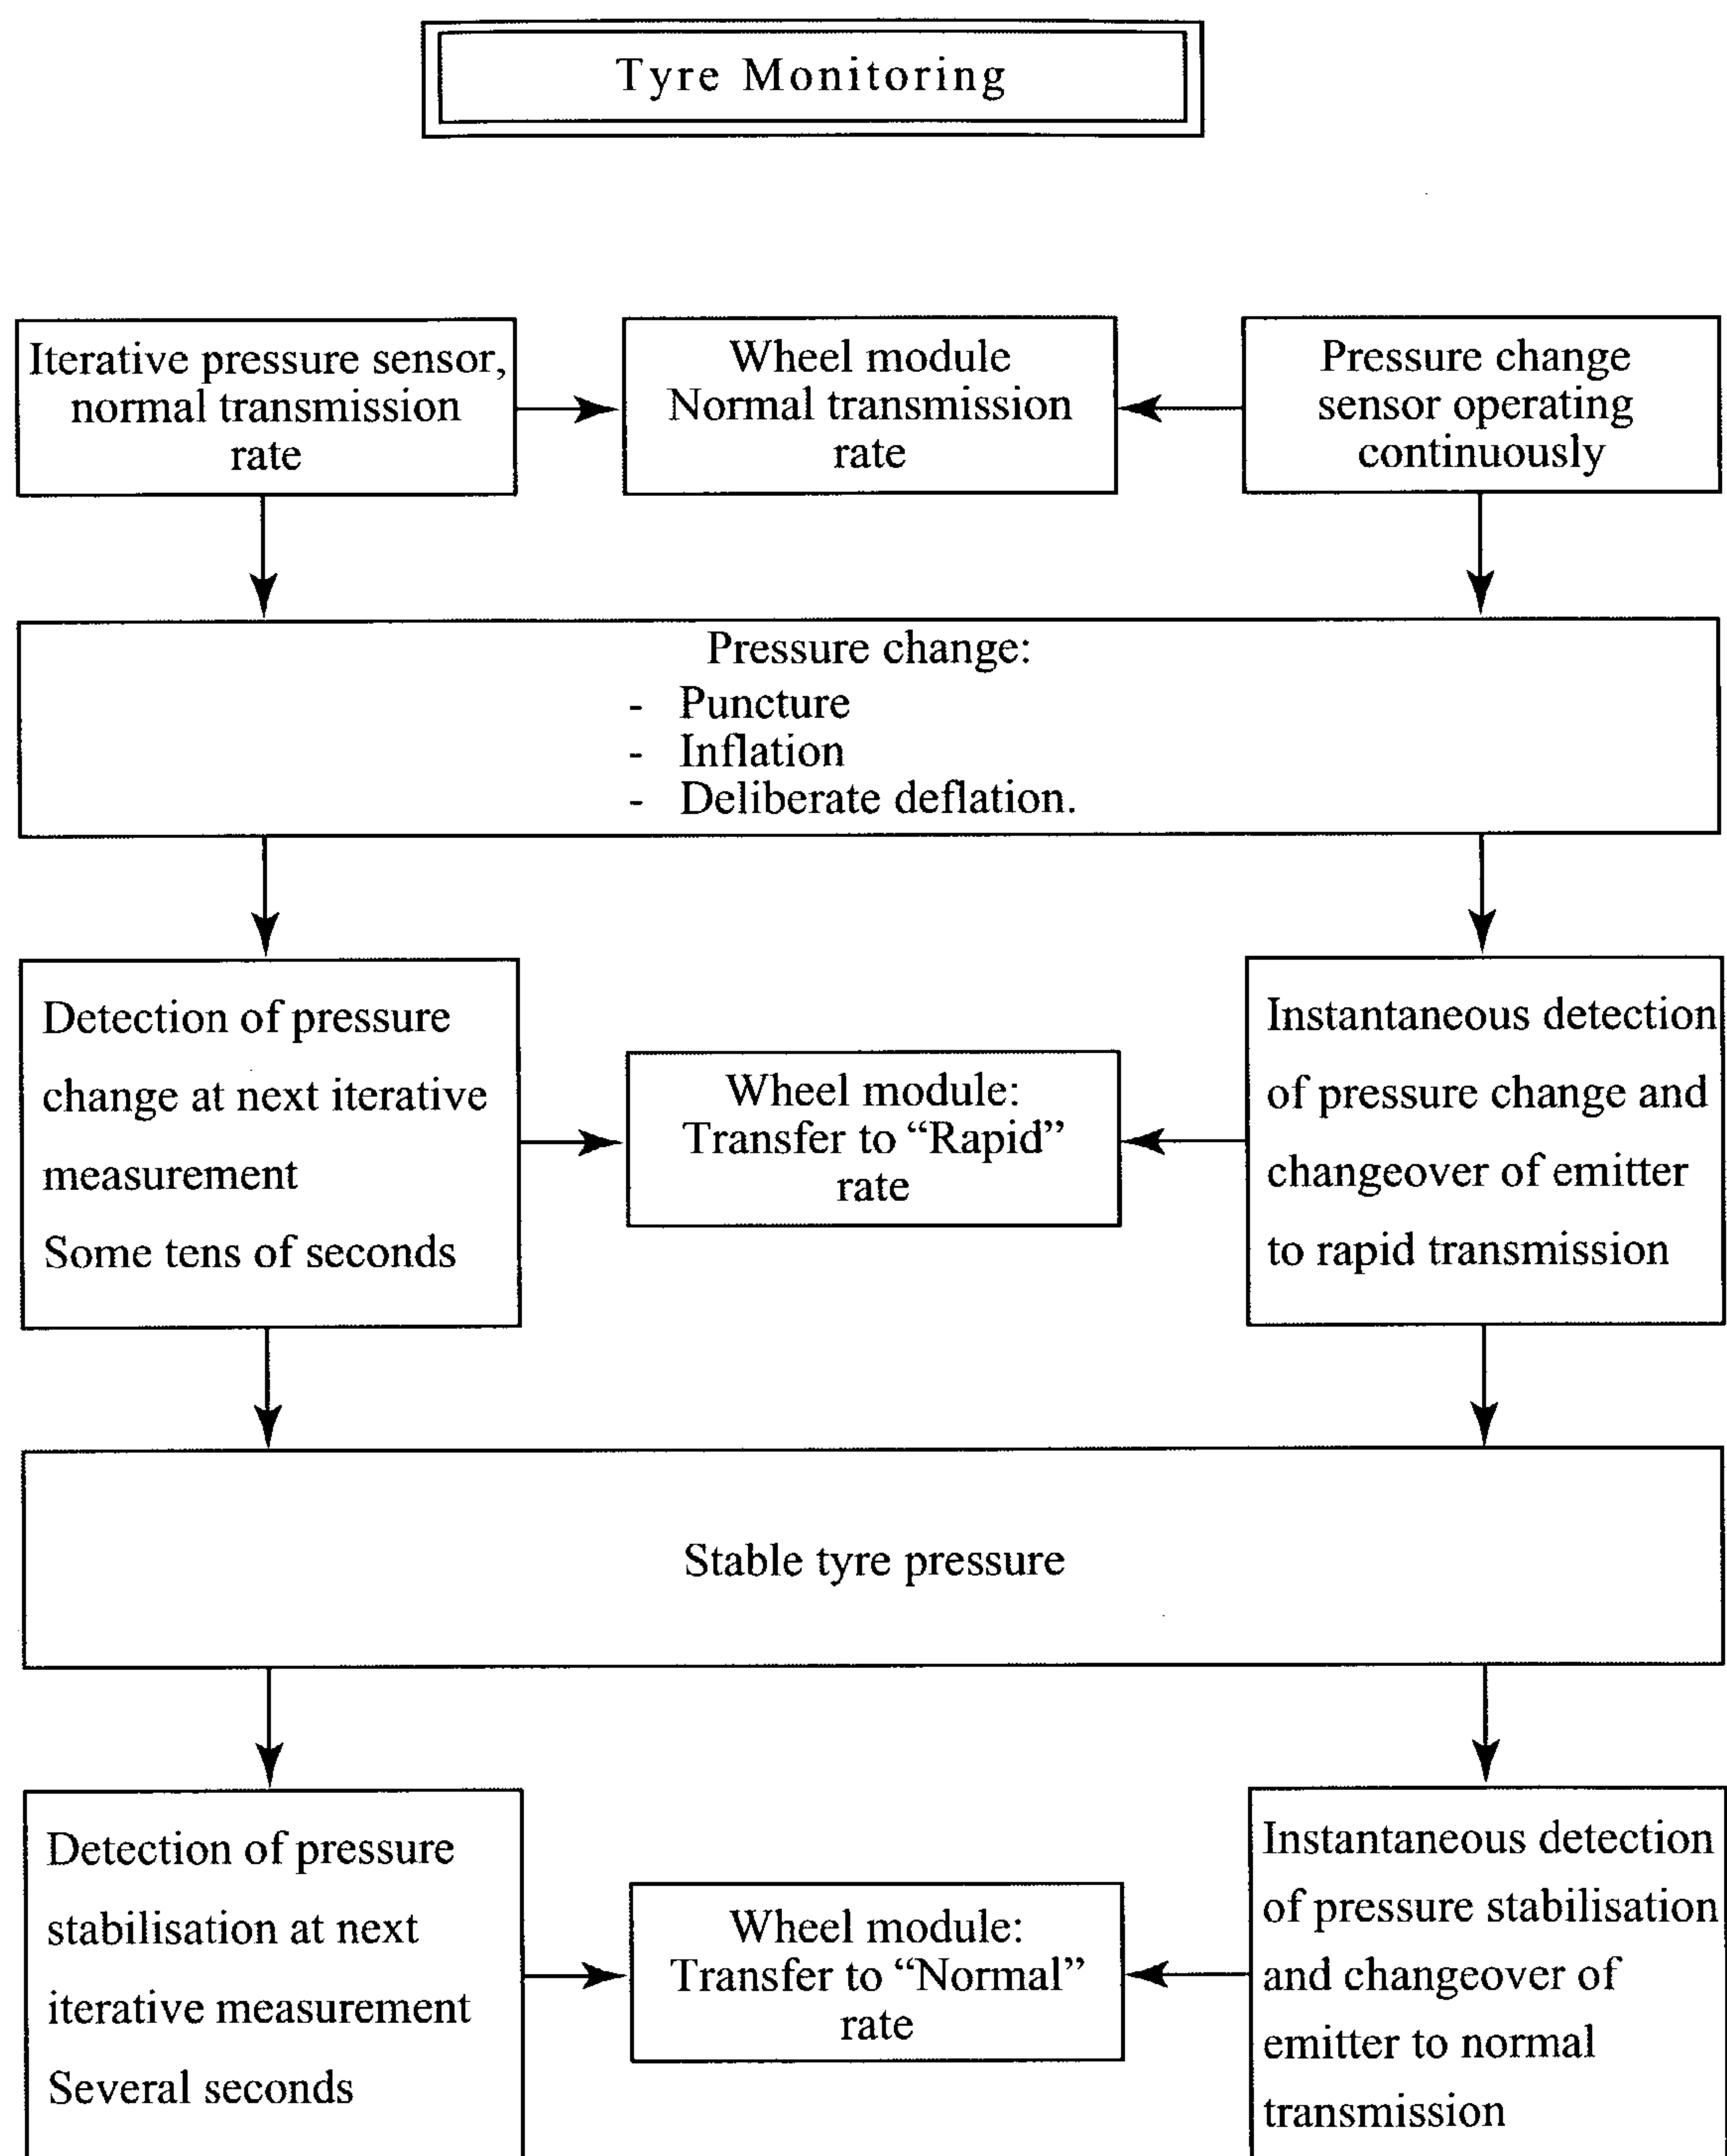 Tyre Monitoring
Iterative pressure sensor,
normal transmission
rate
Wheel module
Normal transmission
rate
Pressure change
sensor operating
continuously
Pressure change:
- Puncture
- Inflation
- Deliberate deflation.
Detection of pressure
change at next iterative
measurement
Some tens of seconds
Wheel module:
Transfer to “Rapid”
rate
Instantaneous detection
of pressure change and
changeover of emitter
to rapid transmission
Stable tyre pressure
Detection of pressure
stabilisation at next
iterative measurement
Several seconds
Wheel module:
Transfer to “Normal”
rate
Instantaneous detection
of pressure stabilisation
and changeover of
emitter to normal
transmission